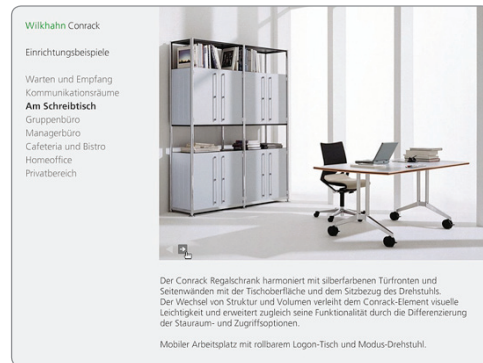 Wilkhahn Conrack
Einrichtungsbeispiele
Warten und Empfang
Kommunikationsräume
Am Schreibtisch
Gruppenbüro
Managerbüro
Cafeteria und Bistro
Homeoffice
Privatbereich
Der Conrack Regalschrank harmoniert mit silberfarbenen Türfronten und
Seitenwänden mit der Tischoberfläche und dem Sitzbezug des Drehstuhls.
Der Wechsel von Struktur und Volumen verleiht dem Conrack-Element visuelle
Leichtigkeit und erweitert zugleich seine Funktionalität durch die Differenzierung
der Stauraum- und Zugriffsoptionen.
Mobiler Arbeitsplatz mit rollbarem Logon-Tisch und Modus-Drehstuhl.